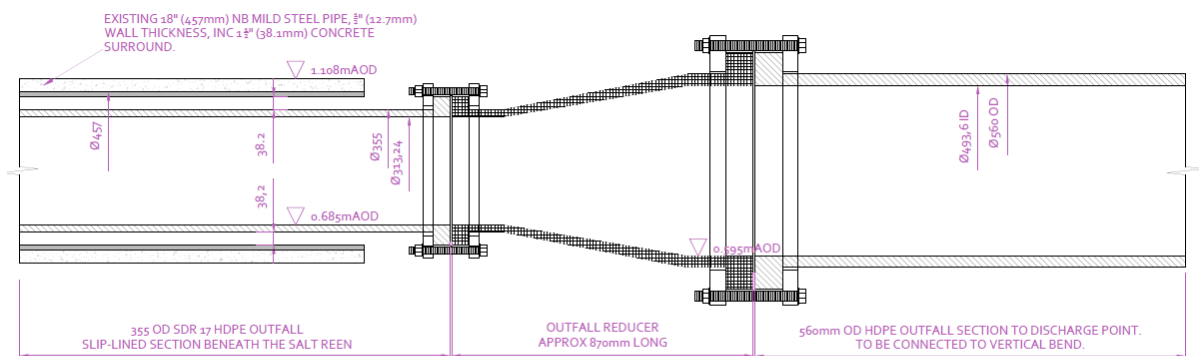 EXISTING 18" (457mm) NB MILD STEEL PIPE, ½" (12.7mm)
WALL THICKNESS, INC 1½" (38.1mm) CONCRETE
SURROUND.
1.108mAOD
Ø457
38.2
Ø355
Ø313,24
Ø493,6 ID
Ø560 OD
38,2
0.685mAOD
0.595mAOD
355 OD SDR 17 HDPE OUTFALL
SLIP-LINED SECTION BENEATH THE SALT REEN
OUTFALL REDUCER
APPROX 870mm LONG
560mm OD HDPE OUTFALL SECTION TO DISCHARGE POINT.
TO BE CONNECTED TO VERTICAL BEND.